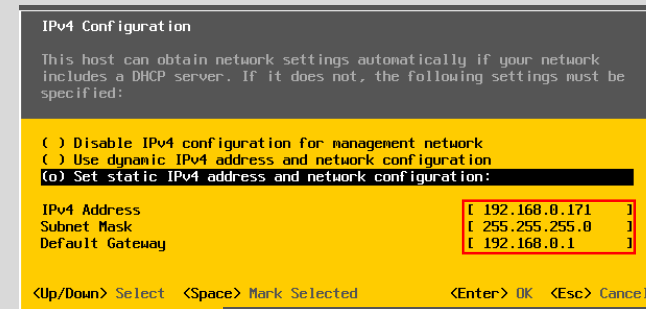 IPv4 Configuration
This host can obtain network settings automatically if your network
includes a DHCP server. If it does not, the following settings must be
specified:
( ) Disable IPv4 configuration for management network
( ) Use dynamic IPv4 address and network configuration
(o) Set static IPv4 address and network configuration:
IPv4 Address [ 192.168.0.171 ]
Subnet Mask [ 255.255.255.0 ]
Default Gateway [ 192.168.0.1 ]
<Up/Down> Select <Space> Mark Selected <Enter> OK <Esc> Cancel